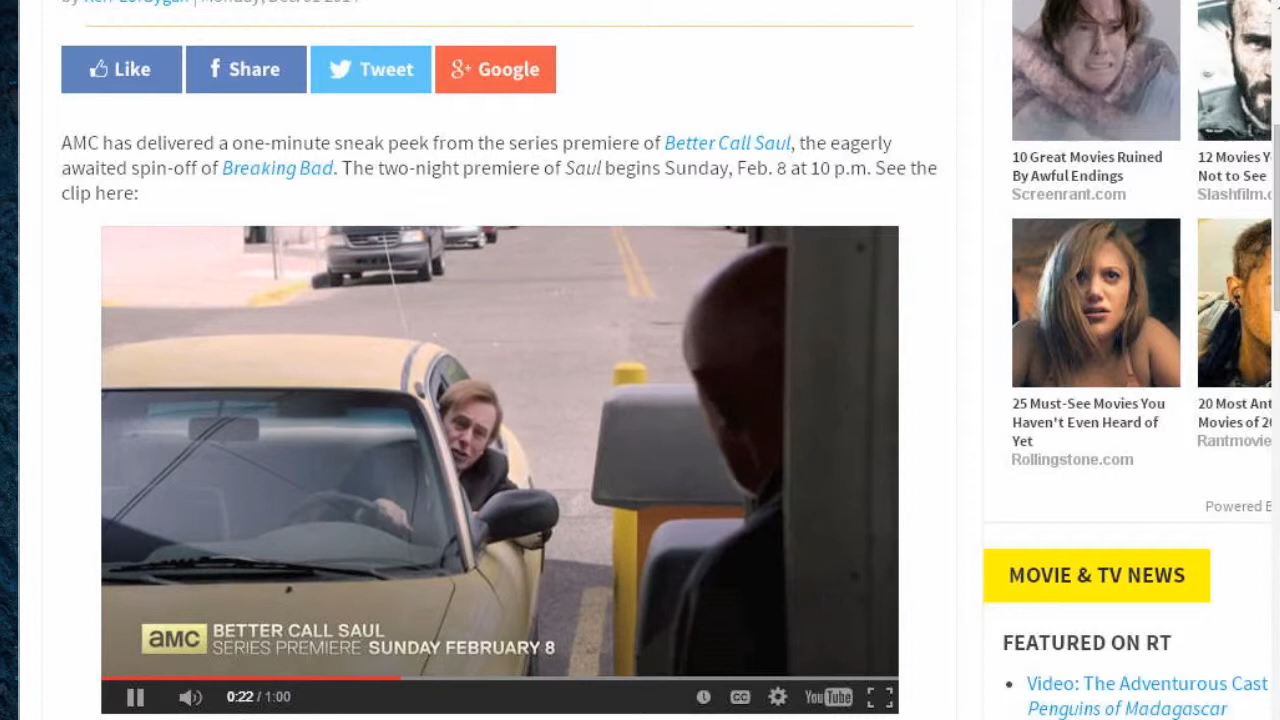 Like
Share
Tweet
Google
AMC has delivered a one-minute sneak peek from the series premiere of Better Call Saul, the eagerly
awaited spin-off of Breaking Bad. The two-night premiere of Saul begins Sunday, Feb. 8 at 10 p.m. See the
clip here:
amc BETTER CALL SAUL
SERIES PREMIERE SUNDAY FEBRUARY 8
0:22 / 1:00
CC
YouTube
10 Great Movies Ruined
By Awful Endings
Screenrant.com
12 Movies Y
Not to See
Slashfilm.c
25 Must-See Movies You
Haven't Even Heard of
Yet
Rollingstone.com
20 Most Ant
Movies of 20
Rantmovie
Powered
MOVIE & TV NEWS
FEATURED ON RT
Video: The Adventurous Cast
Penguins of Madagascar